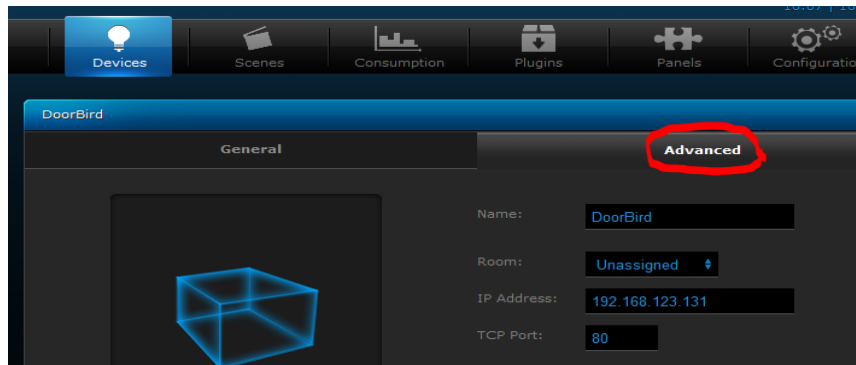 Devices
Scenes
Consumption
Plugins
Panels
DoorBird
General
Advanced
Name: DoorBird
Room: Unassigned
IP Address: 192.168.123.131
TCP Port: 80